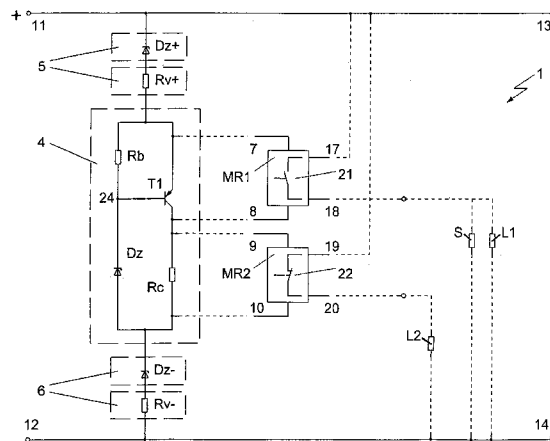 + 11 13
5 Dz+
Rv+
1
4 7 17
Rb MR1 21
T1
24 8 18
9 19 S L1
Dz MR2 22
Rc
10 20
L2
6 Dz-
Rv-
12 14